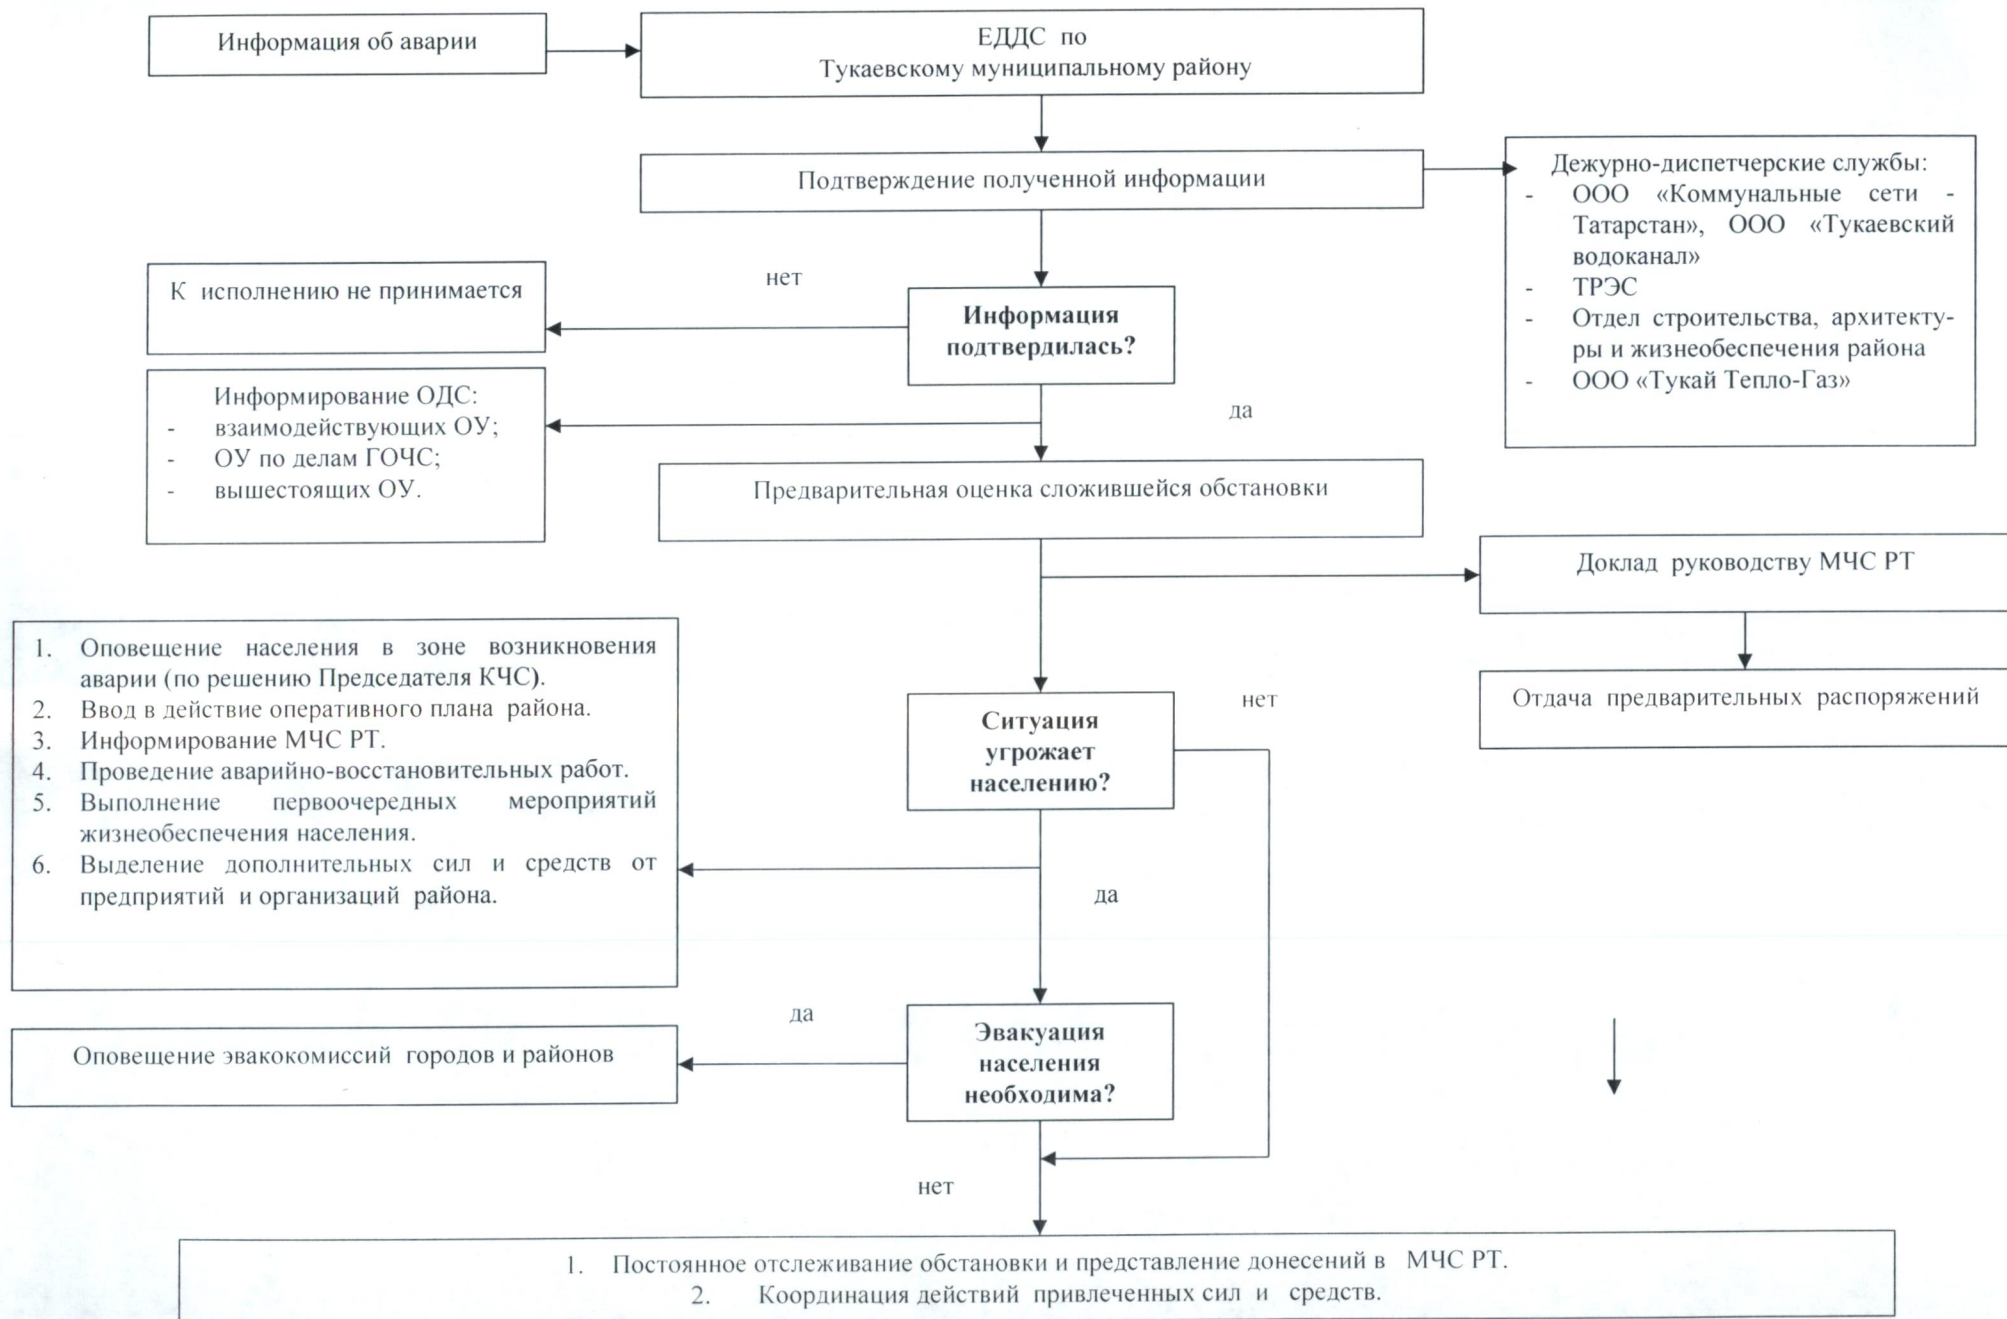 Информация об аварии
ЕДДС по
Тукаевскому муниципальному району
Подтверждение полученной информации
Дежурно-диспетчерские службы:
- ООО «Коммунальные сети -
Татарстан», ООО «Тукаевский
водоканал»
- ТРЭС
- Отдел строительства, архитекту-
ры и жизнеобеспечения района
- ООО «Тукай Тепло-Газ»
нет
К исполнению не принимается
Информация
подтвердилась?
Информирование ОДС:
- взаимодействующих ОУ;
- ОУ по делам ГОЧС;
- вышестоящих ОУ.
да
Предварительная оценка сложившейся обстановки
Доклад руководству МЧС РТ
Отдача предварительных распоряжений
1. Оповещение населения в зоне возникновения
аварии (по решению Председателя КЧС).
2. Ввод в действие оперативного плана района.
3. Информирование МЧС РТ.
4. Проведение аварийно-восстановительных работ.
5. Выполнение первоочередных мероприятий
жизнеобеспечения населения.
6. Выделение дополнительных сил и средств от
предприятий и организаций района.
Ситуация
угрожает
населению?
нет
да
да
Оповещение эвакокомиссий городов и районов
Эвакуация
населения
необходима?
нет
1. Постоянное отслеживание обстановки и представление донесений в МЧС РТ.
2. Координация действий привлеченных сил и средств.